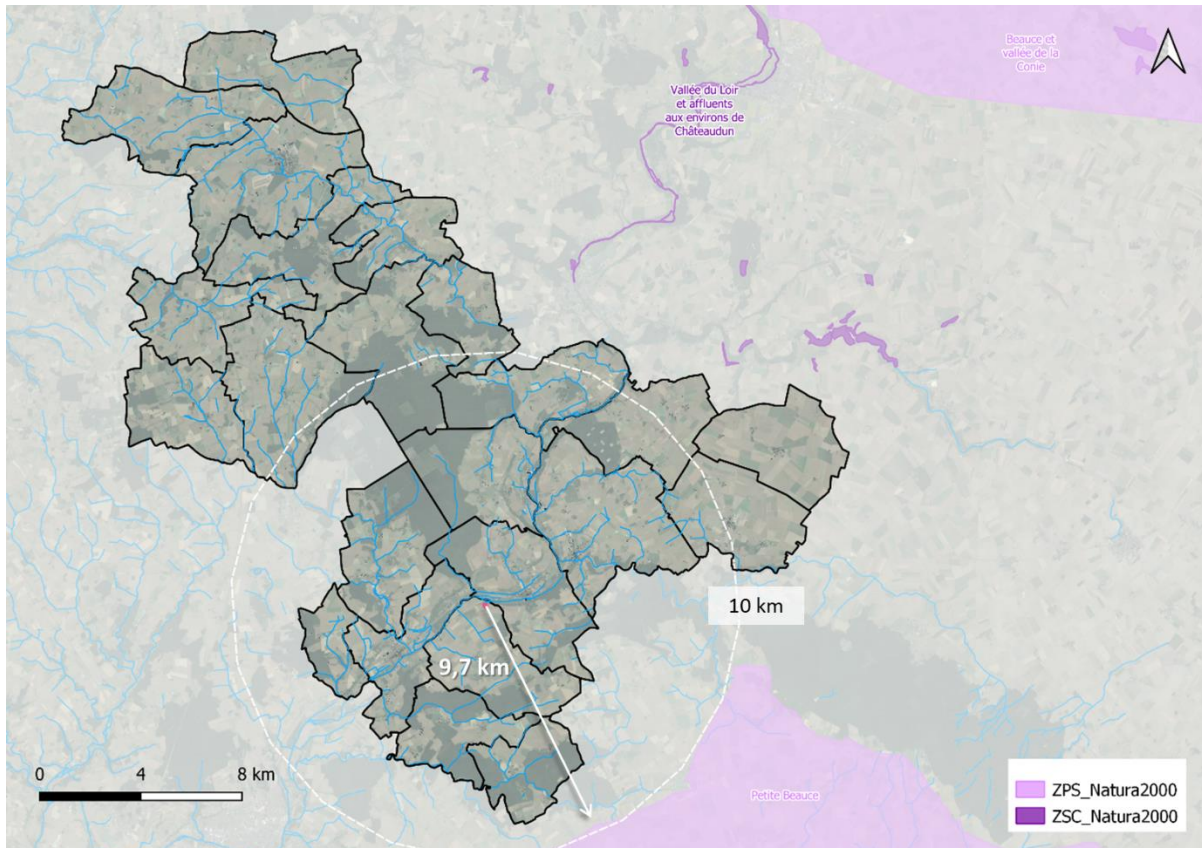 Beauce et
vallée de la
Conie
Vallée du Loir
et affluents
aux environs de
Châteaudun
10 km
9,7 km
0 4 8 km
Petite Beauce
ZPS_Natura2000
ZSC_Natura2000